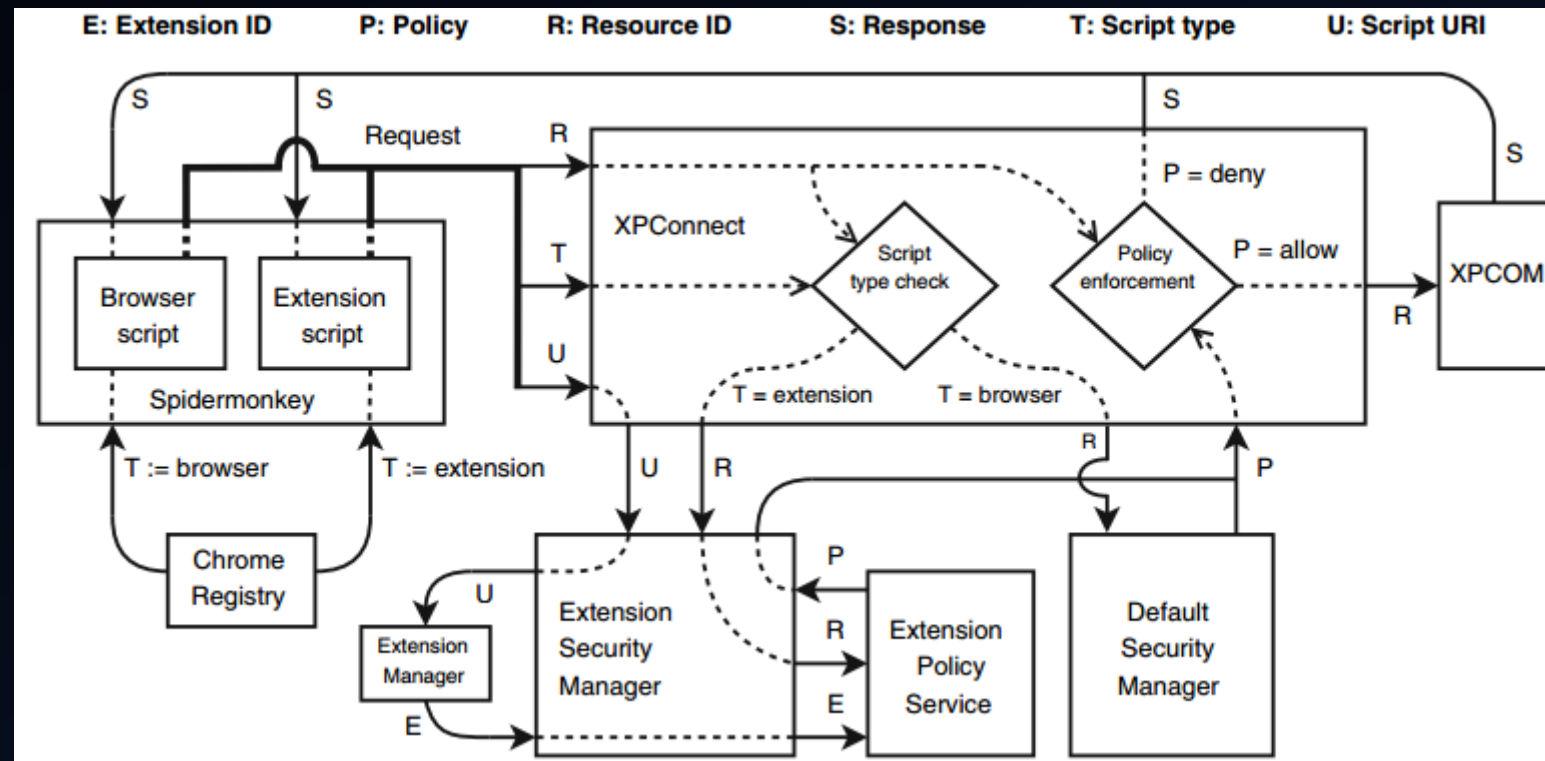 E: Extension ID P: Policy R: Resource ID S: Response T: Script type U: Script URI
S
S
S
S
Request
R
P = deny
XPConnect
T
Script
type check
Policy
enforcement
P = allow
R
XPCOM
Browser
script
Extension
script
Spidermonkey
U
T = extension
T = browser
T := browser
T := extension
U
R
R
P
Chrome
Registry
U
Extension
Manager
E
Extension
Security
Manager
P
R
E
Extension
Policy
Service
Default
Security
Manager